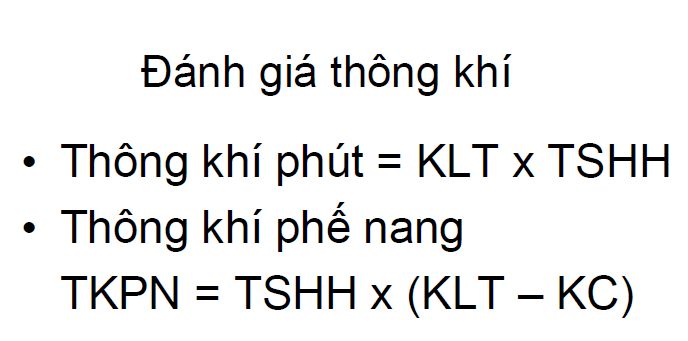 Đánh giá thông khí
• Thông khí phút = KLT x TSHH
• Thông khí phế nang
TKPN = TSHH x (KLT – KC)